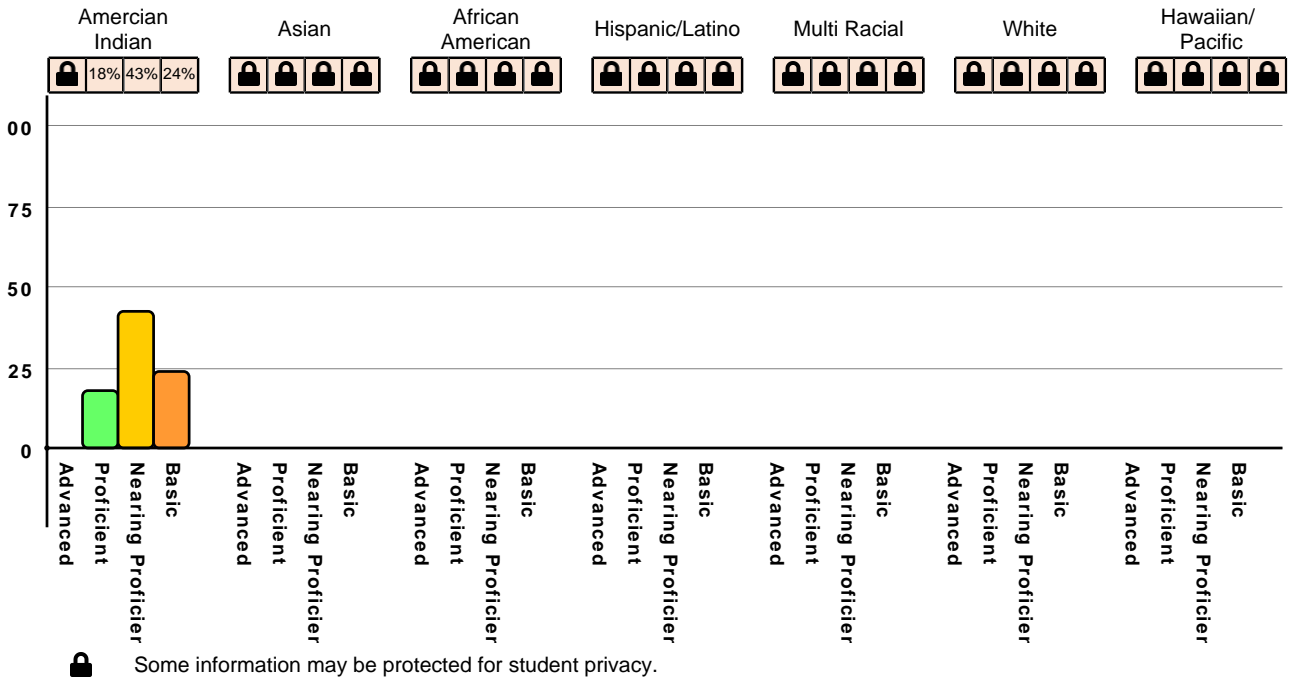 Amercian
Indian
Asian
African
American
Hispanic/Latino
Multi Racial
White
Hawaiian/
Pacific
18% 43% 24%
00
75
50
25
0
Advanced
Proficient
Nearing Proficier
Basic
Advanced
Proficient
Nearing Proficier
Basic
Advanced
Proficient
Nearing Proficier
Basic
Advanced
Proficient
Nearing Proficier
Basic
Advanced
Proficient
Nearing Proficier
Basic
Advanced
Proficient
Nearing Proficier
Basic
Advanced
Proficient
Nearing Proficier
Basic
Some information may be protected for student privacy.